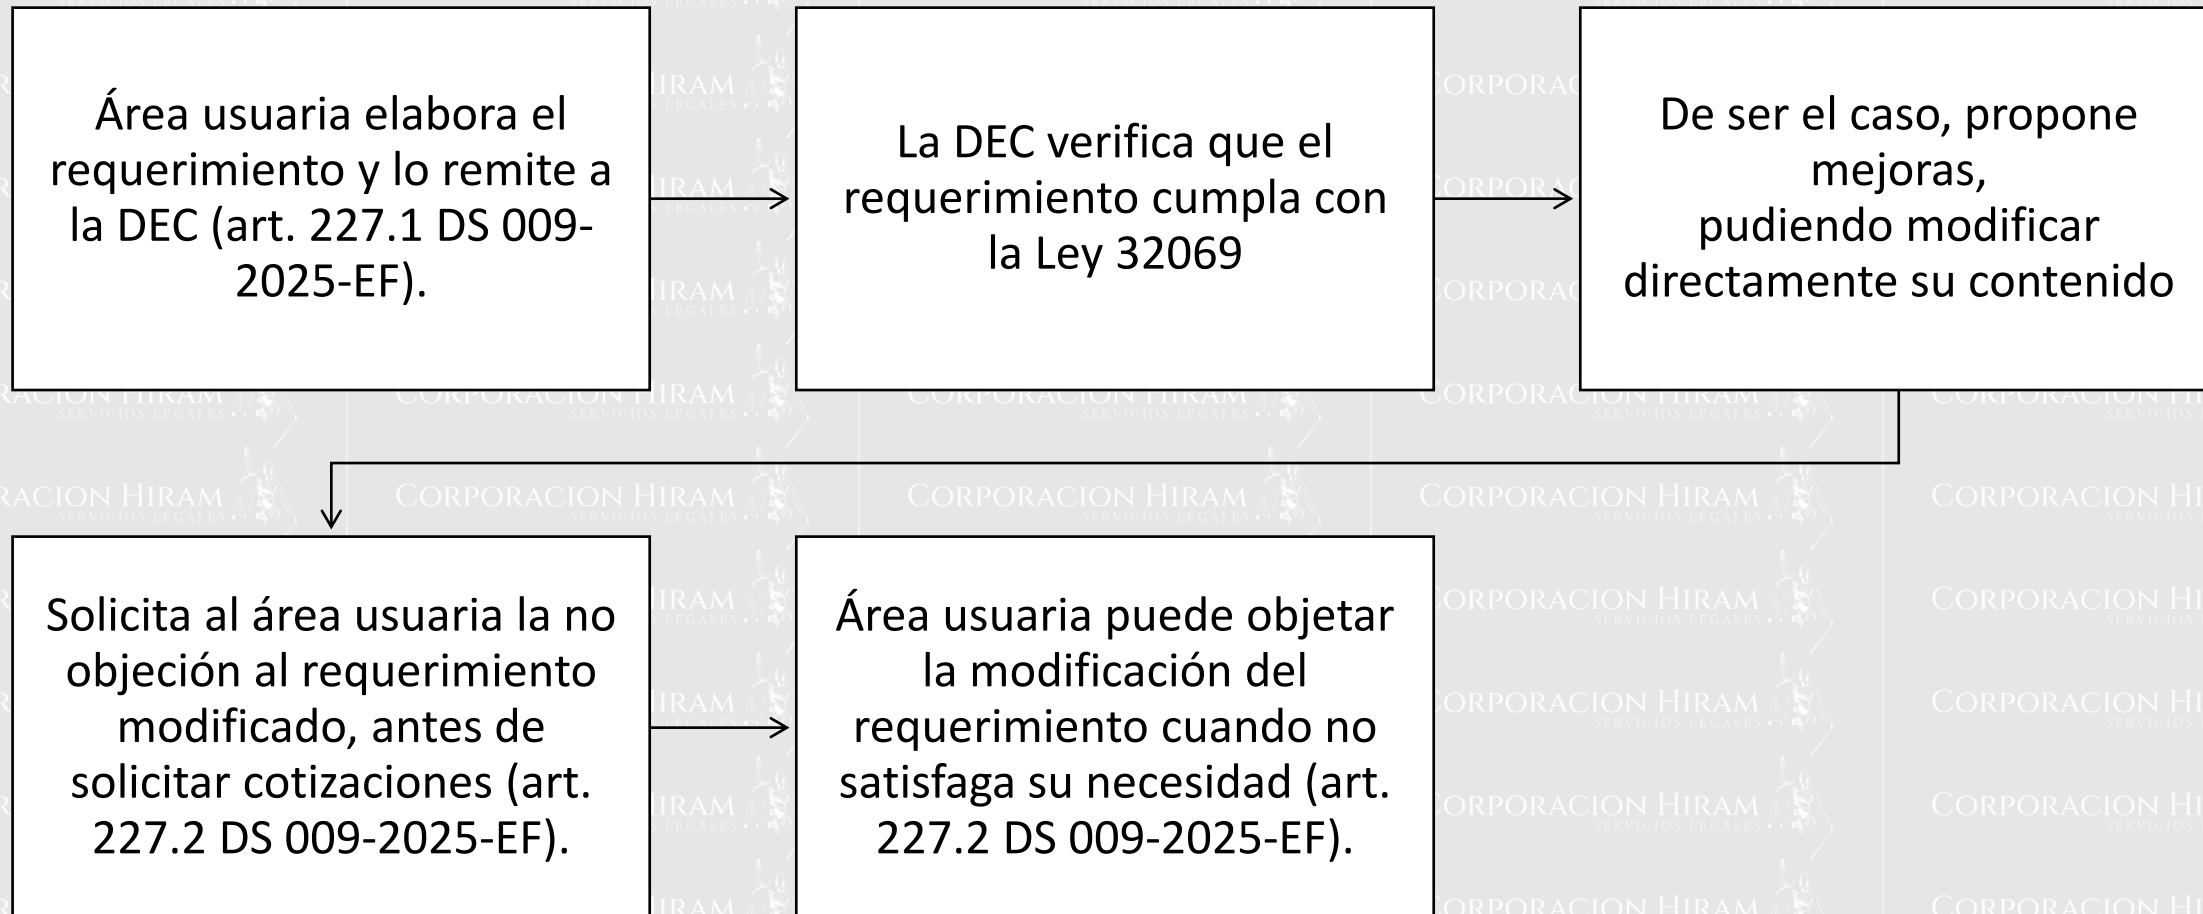 Área usuaria elabora el
requerimiento y lo remite a
la DEC (art. 227.1 DS 009-
2025-EF).
La DEC verifica que el
requerimiento cumpla con
la Ley 32069
De ser el caso, propone
mejoras,
pudiendo modificar
directamente su contenido
Solicita al área usuaria la no
objeción al requerimiento
modificado, antes de
solicitar cotizaciones (art.
227.2 DS 009-2025-EF).
Área usuaria puede objetar
la modificación del
requerimiento cuando no
satisfaga su necesidad (art.
227.2 DS 009-2025-EF).
CORPORACION HIRAM
SERVICIOS LEGALES